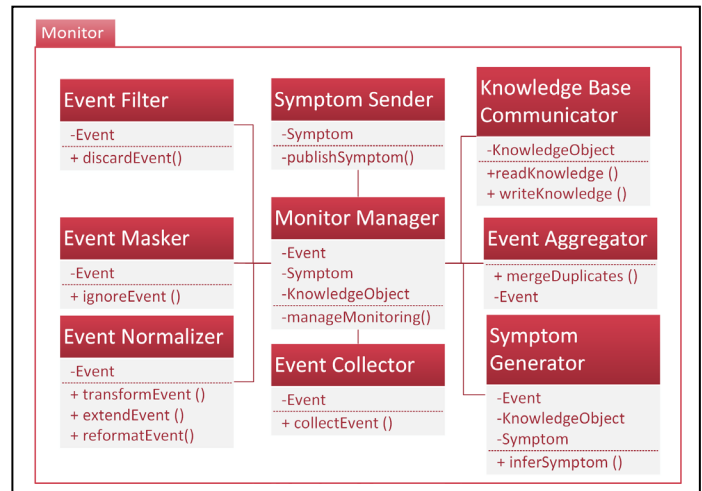 Monitor
Event Filter
-Event
+ discardEvent()
Symptom Sender
-Symptom
-publishSymptom()
Knowledge Base
Communicator
-KnowledgeObject
+readKnowledge ()
+ writeKnowledge ()
Event Masker
-Event
+ ignoreEvent ()
Monitor Manager
-Event
-Symptom
-KnowledgeObject
-manageMonitoring()
Event Aggregator
+ mergeDuplicates ()
-Event
Event Normalizer
-Event
+ transformEvent ()
+ extendEvent ()
+ reformatEvent()
Event Collector
-Event
+ collectEvent ()
Symptom
Generator
-Event
-KnowledgeObject
-Symptom
+ inferSymptom ()